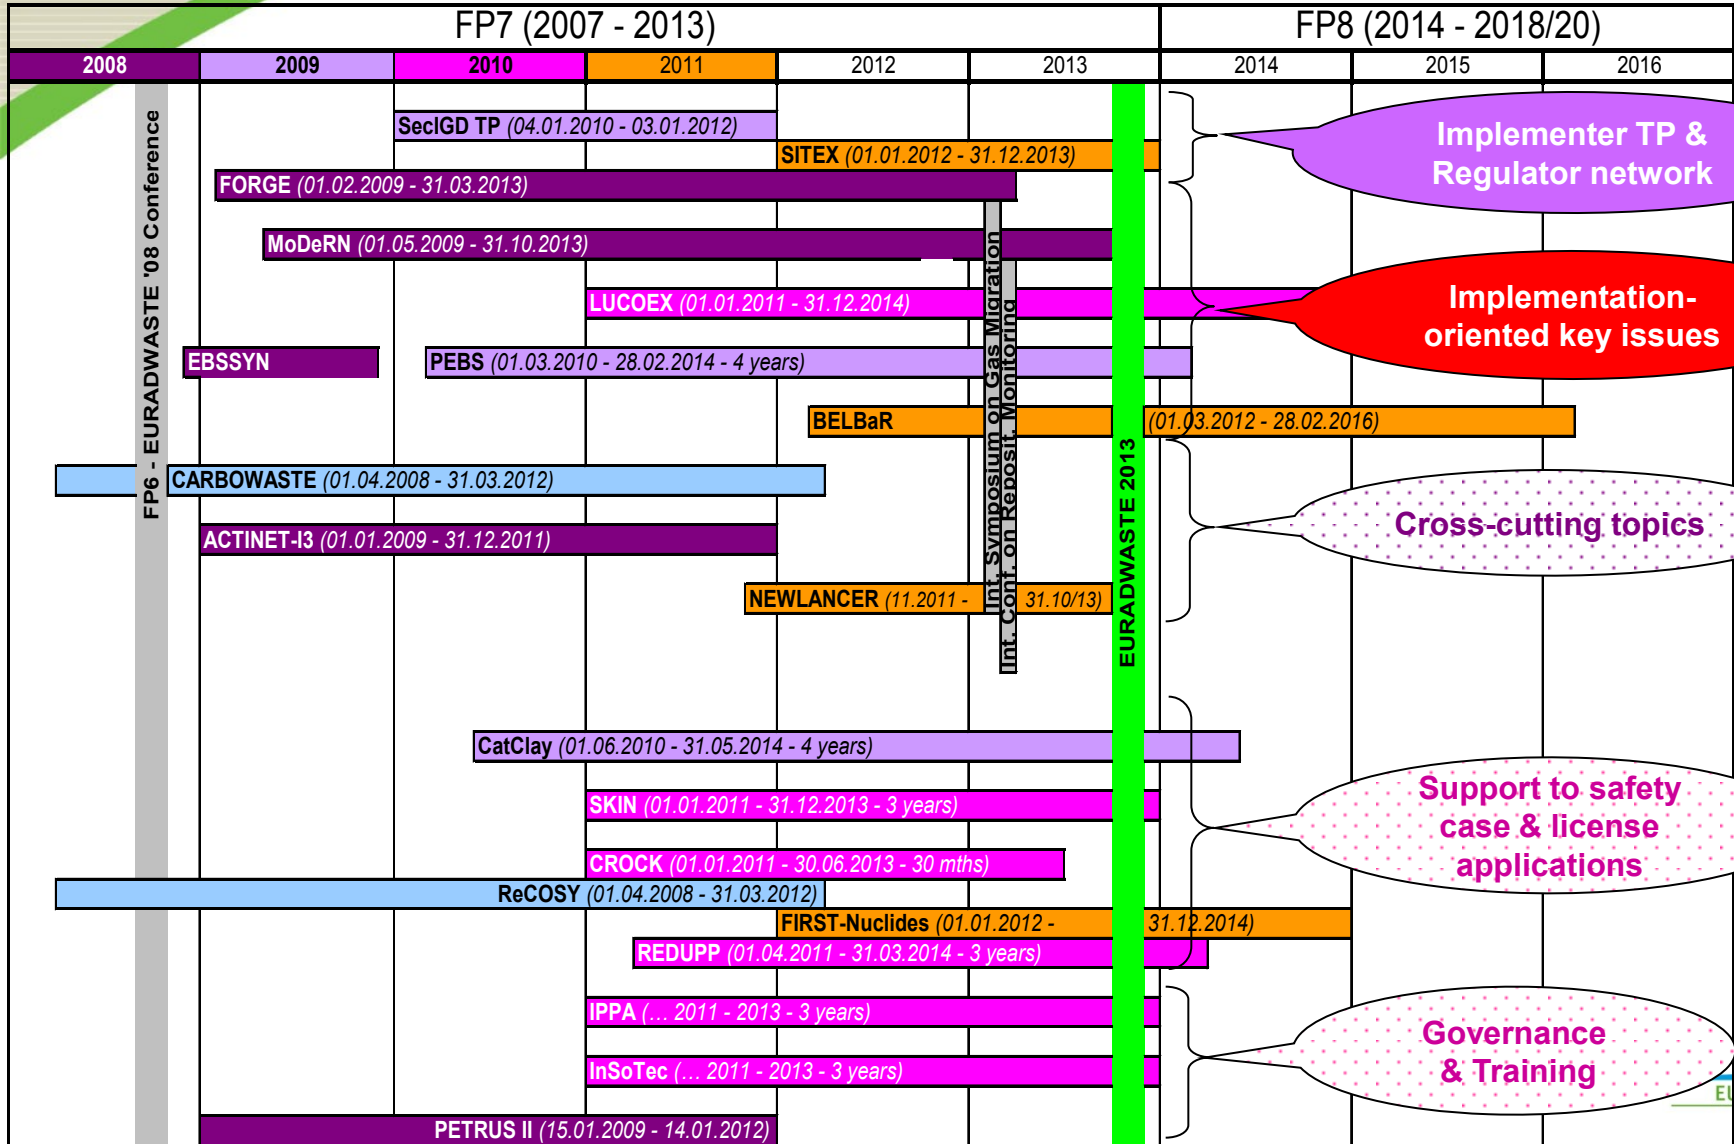 FP7 (2007 - 2013)
FP8 (2014 - 2018/20)
2008
2009
2010
2011
2012
2013
2014
2015
2016
FP6 - EURADWASTE '08 Conference
SecIGD TP (04.01.2010 - 03.01.2012)
SITEX (01.01.2012 - 31.12.2013)
FORGE (01.02.2009 - 31.03.2013)
MoDeRN (01.05.2009 - 31.10.2013)
LUCOEX (01.01.2011 - 31.12.2014)
EBSSYN
PEBS (01.03.2010 - 28.02.2014 - 4 years)
BELBaR (01.03.2012 - 28.02.2016)
CARBOWASTE (01.04.2008 - 31.03.2012)
ACTINET-I3 (01.01.2009 - 31.12.2011)
NEWLANCER (11.2011 - 31.10/13)
Int. Symposium on Gas Migration
Int. Conf. on Reposit. Monitoring
EURADWASTE 2013
CatClay (01.06.2010 - 31.05.2014 - 4 years)
SKIN (01.01.2011 - 31.12.2013 - 3 years)
CROCK (01.01.2011 - 30.06.2013 - 30 mths)
ReCOSY (01.04.2008 - 31.03.2012)
FIRST-Nuclides (01.01.2012 - 31.12.2014)
REDUPP (01.04.2011 - 31.03.2014 - 3 years)
IPPA (... 2011 - 2013 - 3 years)
InSoTec (... 2011 - 2013 - 3 years)
PETRUS II (15.01.2009 - 14.01.2012)
Implementer TP &
Regulator network
Implementation-
oriented key issues
Cross-cutting topics
Support to safety
case & license
applications
Governance
& Training